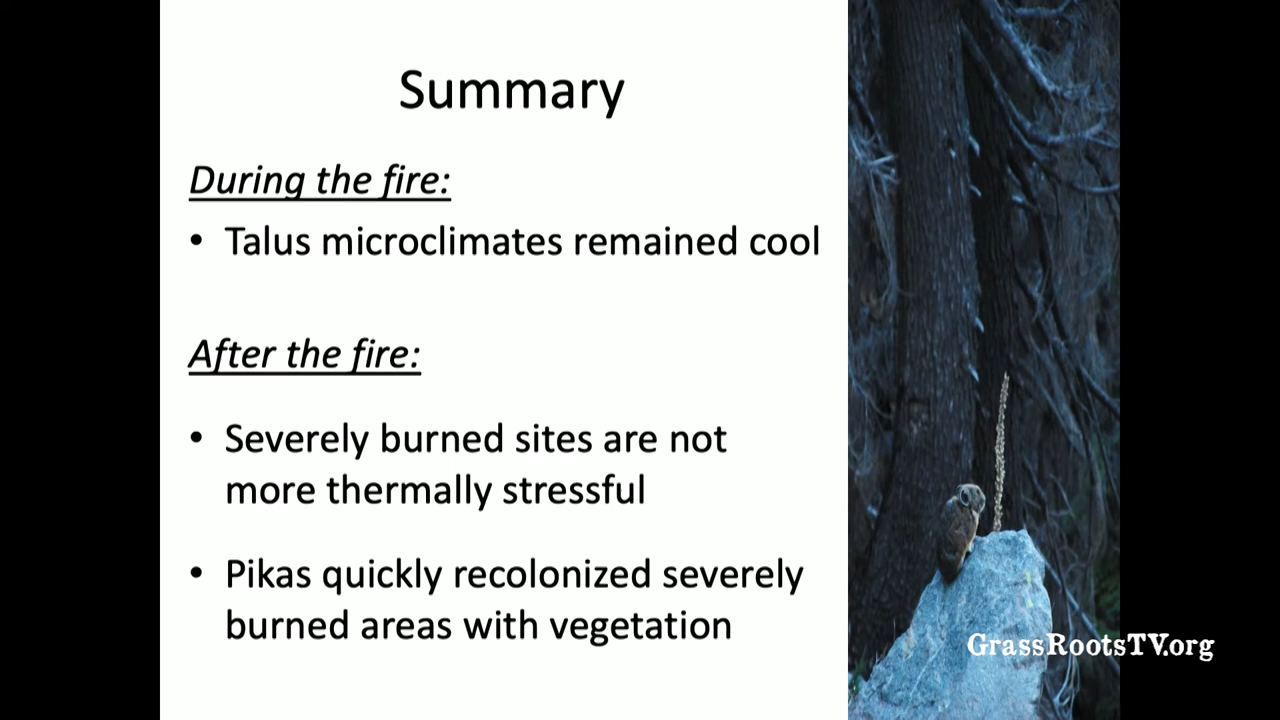 Summary
During the fire:
• Talus microclimates remained cool
After the fire:
• Severely burned sites are not
more thermally stressful
• Pikas quickly recolonized severely
burned areas with vegetation
GrassRootsTV.org